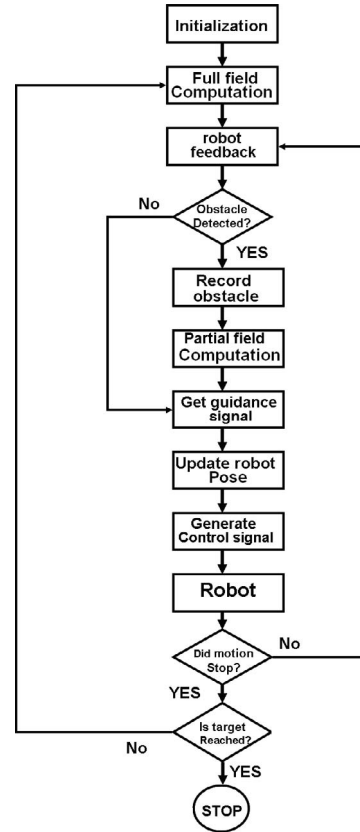 Initialization
Full field
Computation
robot
feedback
No
Obstacle
Detected?
YES
Record
obstacle
Partial field
Computation
Get guidance
signal
Update robot
Pose
Generate
Control signal
Robot
Did motion
Stop?
No
YES
Is target
Reached?
No
YES
STOP